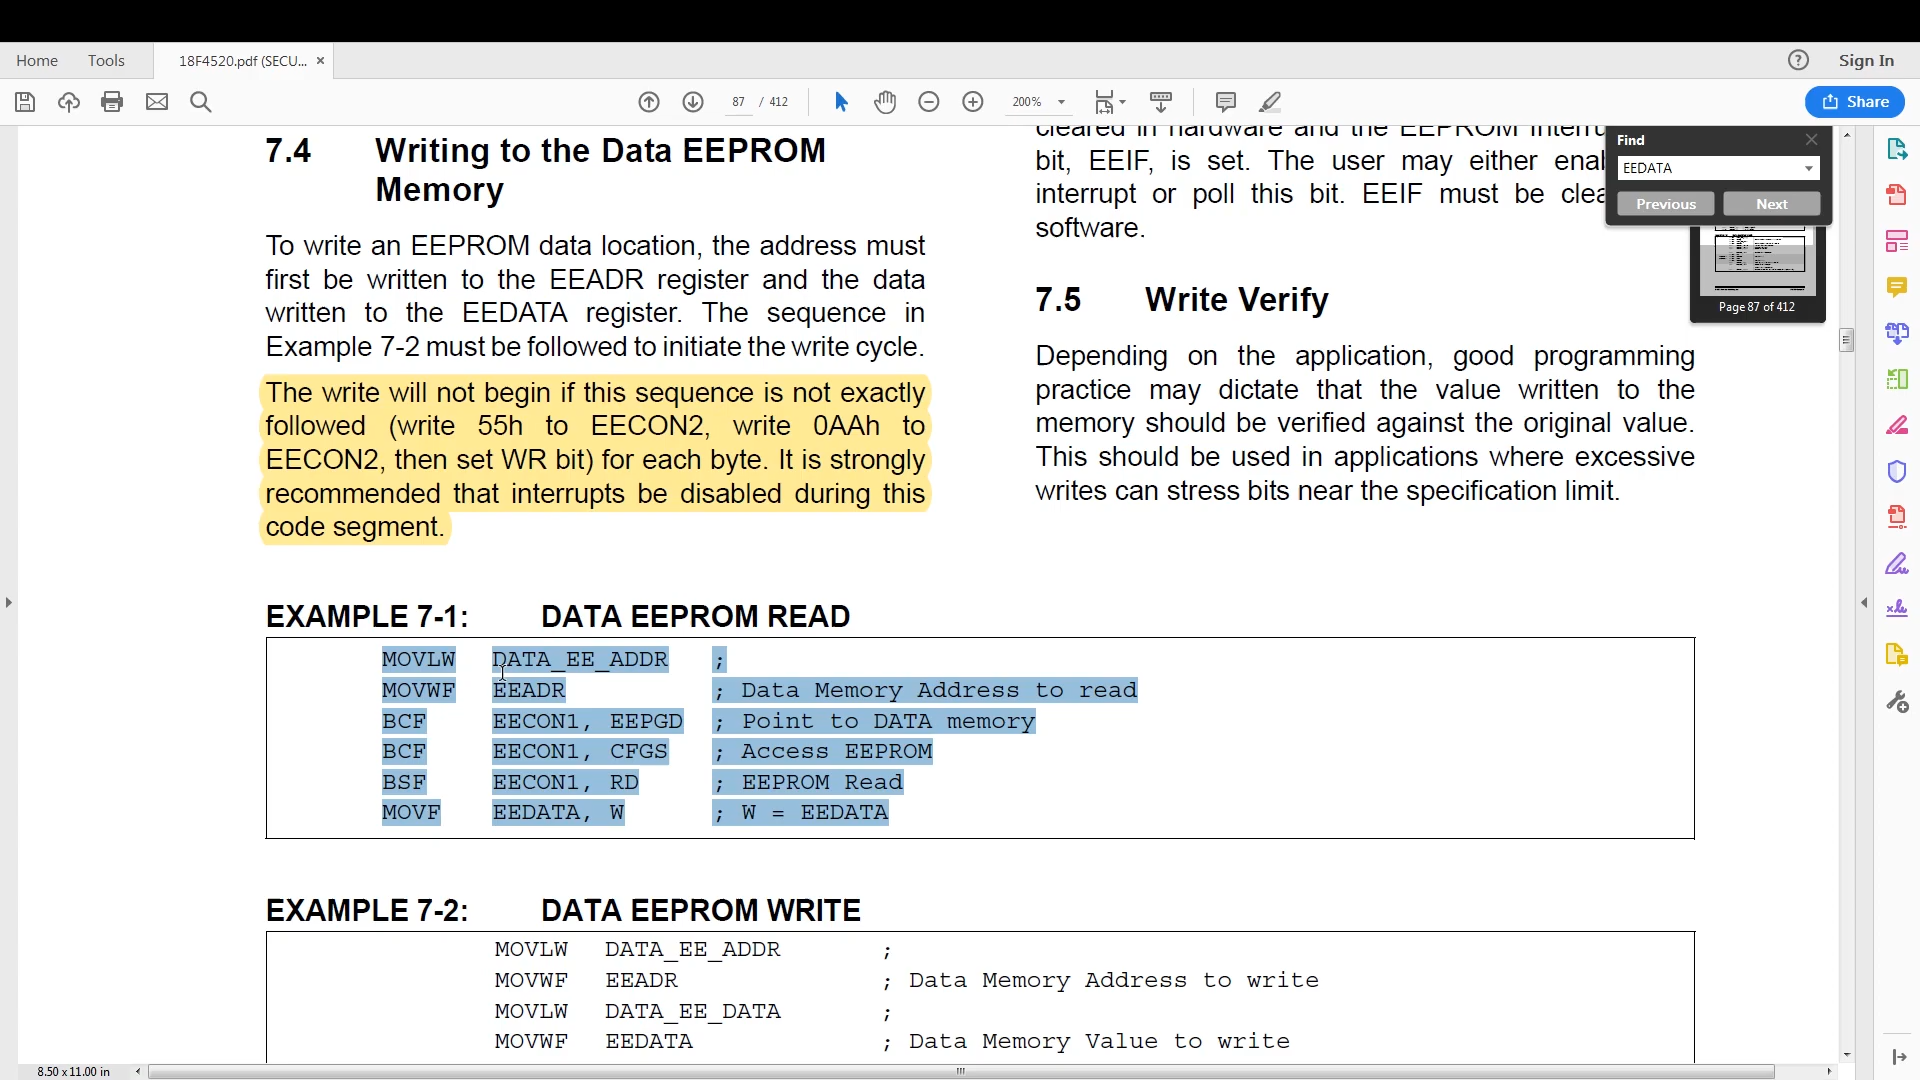 Home Tools 18F4520.pdf (SECU... × ? Sign In
87 / 412 200% Share
7.4 Writing to the Data EEPROM
Memory
To write an EEPROM data location, the address must
first be written to the EEADR register and the data
written to the EEDATA register. The sequence in
Example 7-2 must be followed to initiate the write cycle.
The write will not begin if this sequence is not exactly
followed (write 55h to EECON2, write 0AAh to
EECON2, then set WR bit) for each byte. It is strongly
recommended that interrupts be disabled during this
code segment.
cleared in hardware and the EEPROM
bit, EEIF, is set. The user may either
interrupt or poll this bit. EEIF must be
software.
7.5 Write Verify
Depending on the application, good programming
practice may dictate that the value written to the
memory should be verified against the original value.
This should be used in applications where excessive
writes can stress bits near the specification limit.
Find
EEDATA
Previous Next
Page 87 of 412
EXAMPLE 7-1: DATA EEPROM READ
MOVLW DATA_EE_ADDR ;
MOVWF EEADR ; Data Memory Address to read
BCF EECON1, EEPGD ; Point to DATA memory
BCF EECON1, CFGS ; Access EEPROM
BSF EECON1, RD ; EEPROM Read
MOVF EEDATA, W ; W = EEDATA
EXAMPLE 7-2: DATA EEPROM WRITE
MOVLW DATA_EE_ADDR ;
MOVWF EEADR ; Data Memory Address to write
MOVLW DATA_EE_DATA ;
MOVWF EEDATA ; Data Memory Value to write
8.50 x 11.00 in